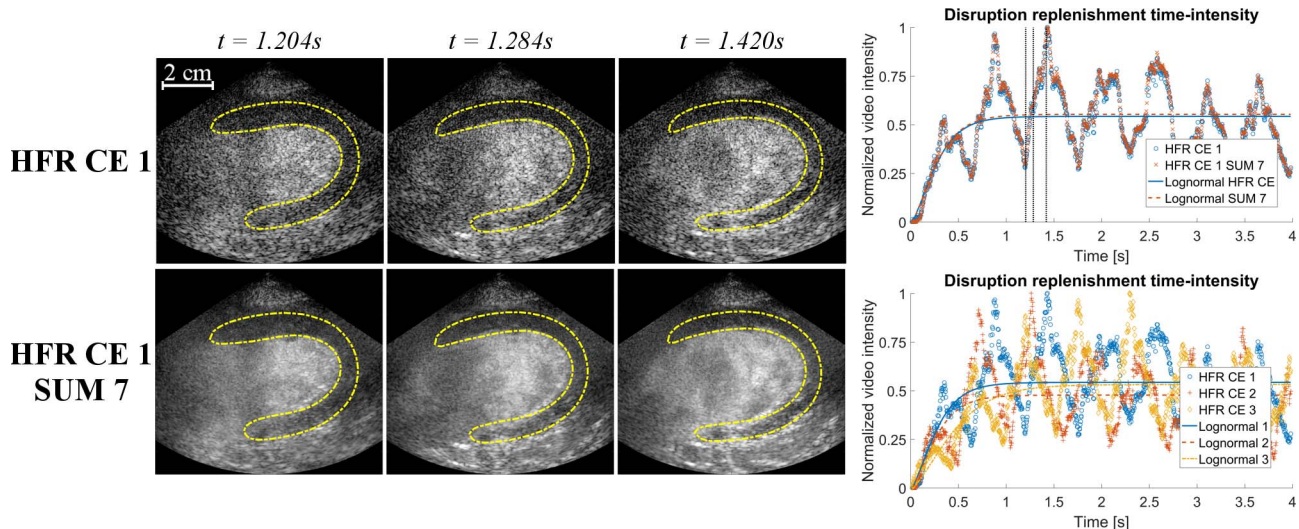 t = 1.204s
t = 1.284s
t = 1.420s
2 cm
HFR CE 1
HFR CE 1
SUM 7
Disruption replenishment time-intensity
Normalized video intensity
1
0.75
0.5
0.25
0
HFR CE 1
HFR CE 1 SUM 7
Lognormal HFR CE
Lognormal SUM 7
0 0.5 1 1.5 2 2.5 3 3.5 4
Time [s]
Disruption replenishment time-intensity
Normalized video intensity
1
0.75
0.5
0.25
0
HFR CE 1
HFR CE 2
HFR CE 3
Lognormal 1
Lognormal 2
Lognormal 3
0 0.5 1 1.5 2 2.5 3 3.5 4
Time [s]